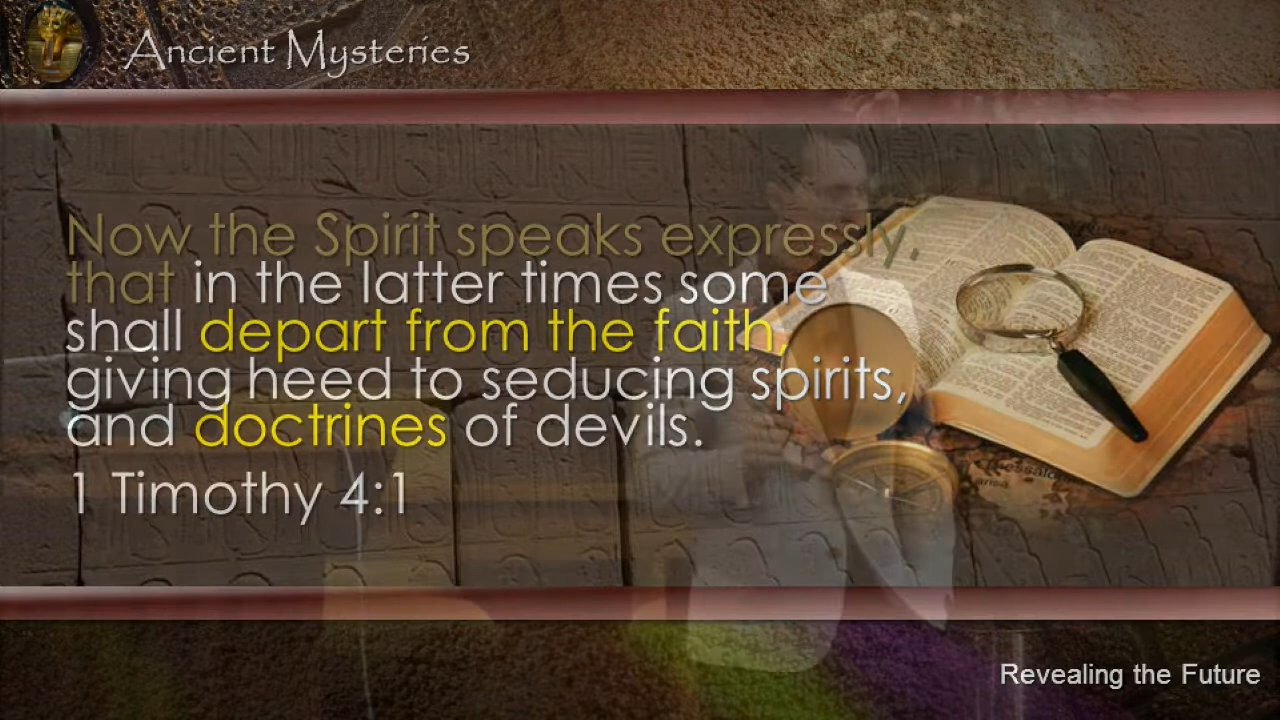 Ancient Mysteries
Now the Spirit speaks expressly,
that in the latter times some
shall depart from the faith,
giving heed to seducing spirits,
and doctrines of devils.
1 Timothy 4:1
Revealing the Future